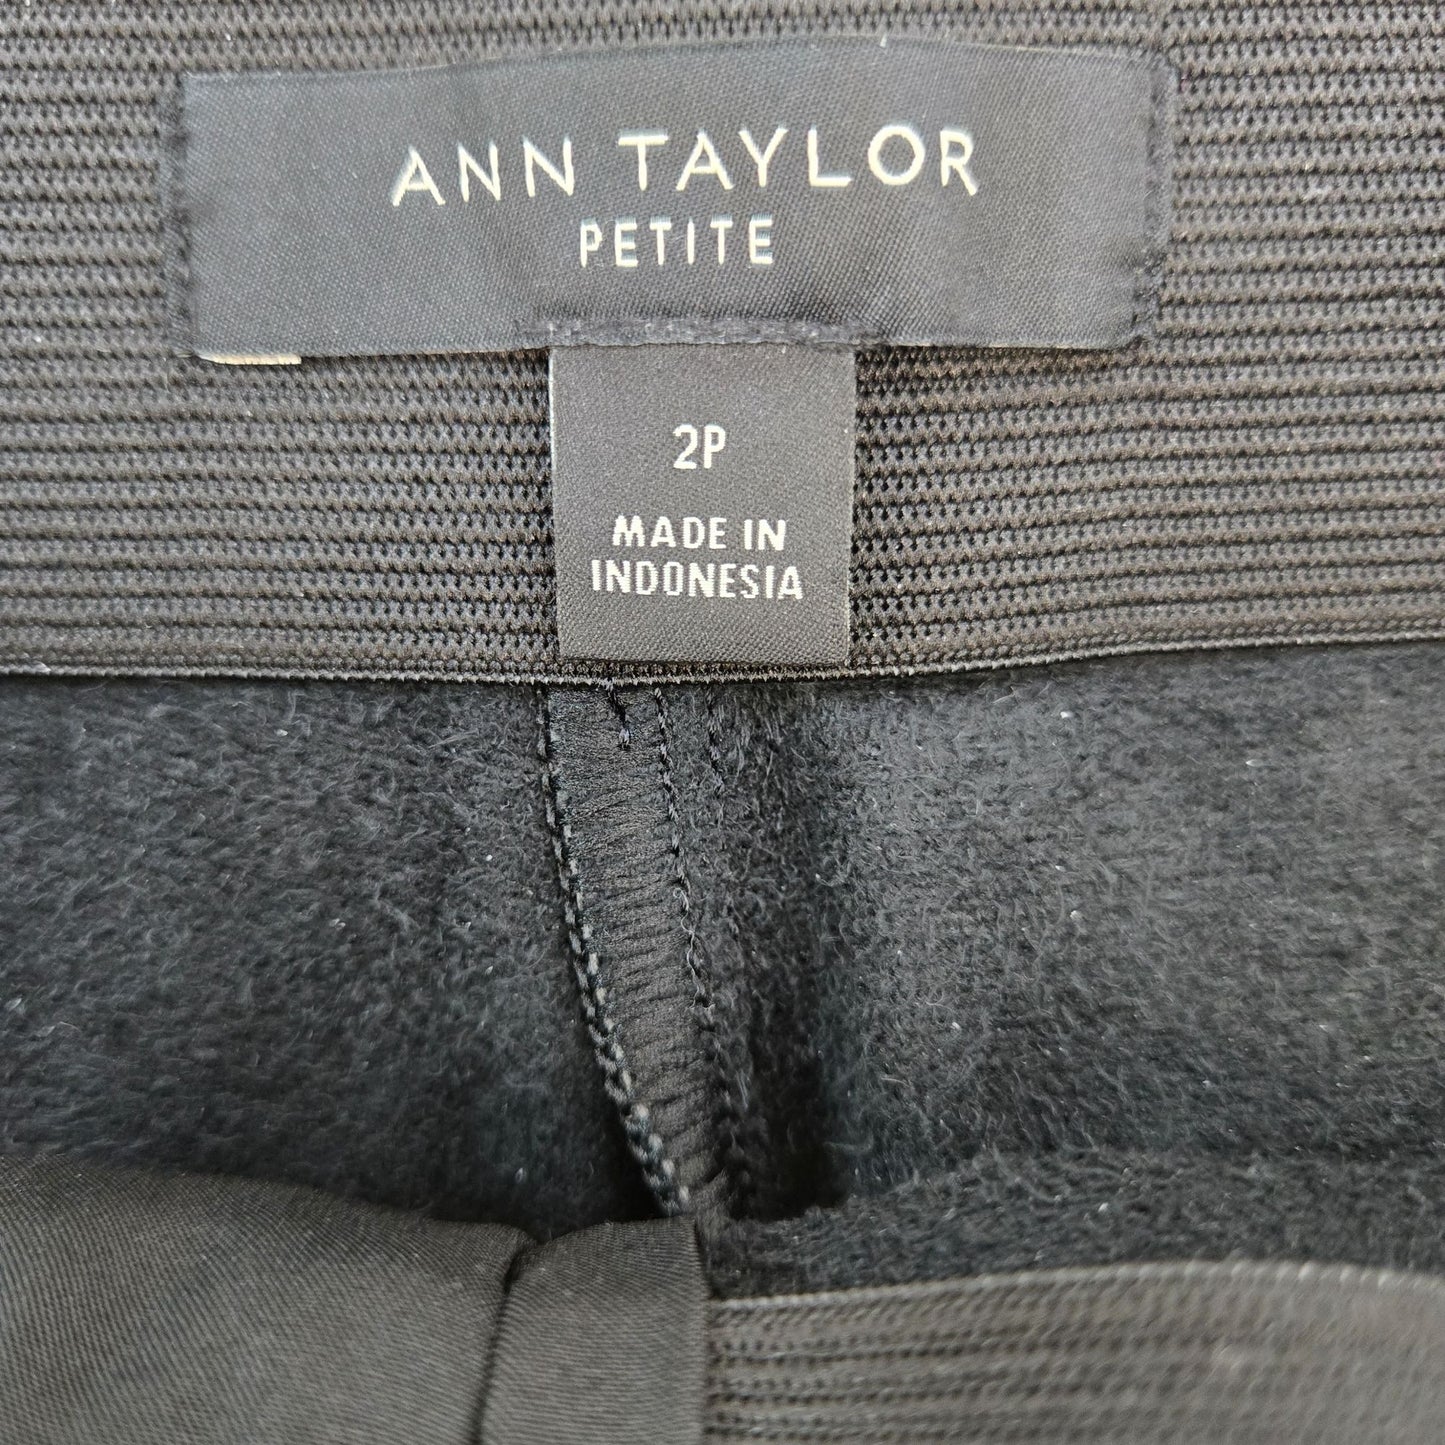 ANN TAYLOR
PETITE
2P
MADE IN
INDONESIA